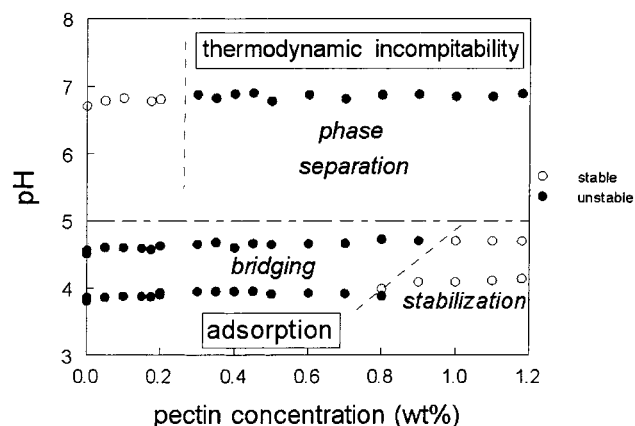 8
thermodynamic incompitability
7
phase
separation
6
pH
stable
unstable
5
bridging
4
stabilization
adsorption
3
0.0 0.2 0.4 0.6 0.8 1.0 1.2
pectin concentration (wt%)